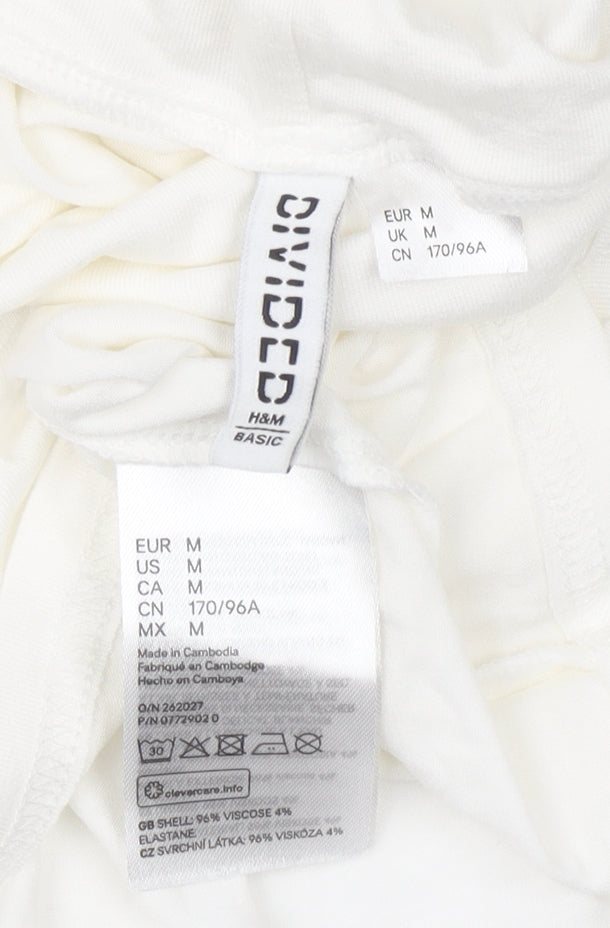 DIVIDED
H&M
BASIC
EUR M
UK M
CN 170/96A
EUR M
US M
CA M
CN 170/96A
MX M
Made in Cambodia
Fabriqué en Cambodge
Hecho en Camboya
O/N 262027
P/N 0772902 0
30
clevercare.info
GB SHELL: 96% VISCOSE 4%
ELASTANE.
CZ SVRCHNÍ LÁTKA: 96% VISKÓZA 4%